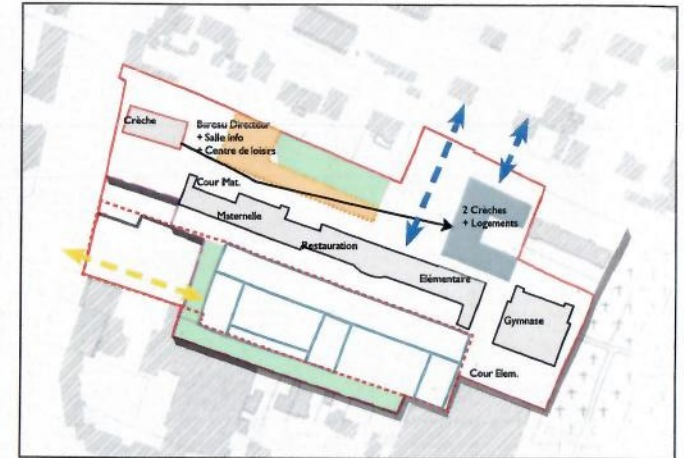 Crèche
Bureau Directeur
+ Salle info
+ Centre de loisirs
Cour Mat.
Maternelle
Restauration
Elémentaire
2 Crèches
+ Logements
Gymnase
Cour Elem.